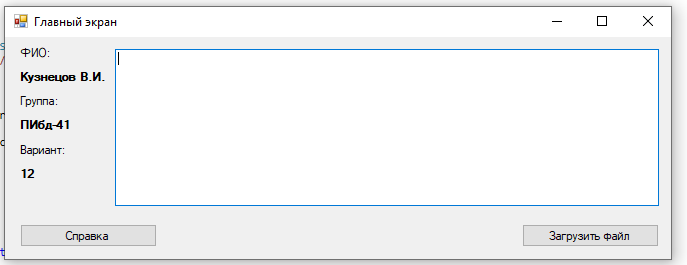 Главный экран
ФИО:
Кузнецов В.И.
Группа:
ПИбд-41
Вариант:
12
Справка
Загрузить файл